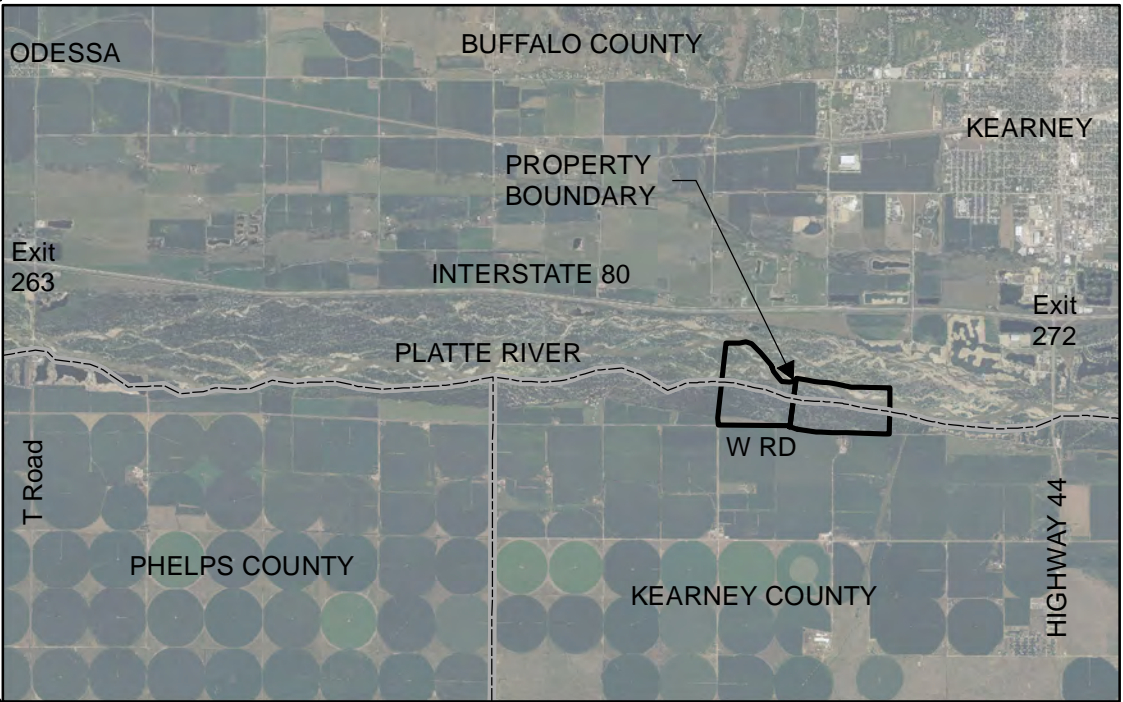 ODESSA
BUFFALO COUNTY
KEARNEY
PROPERTY
BOUNDARY
Exit
263
INTERSTATE 80
Exit
272
PLATTE RIVER
W RD
T Road
HIGHWAY 44
PHELPS COUNTY
KEARNEY COUNTY